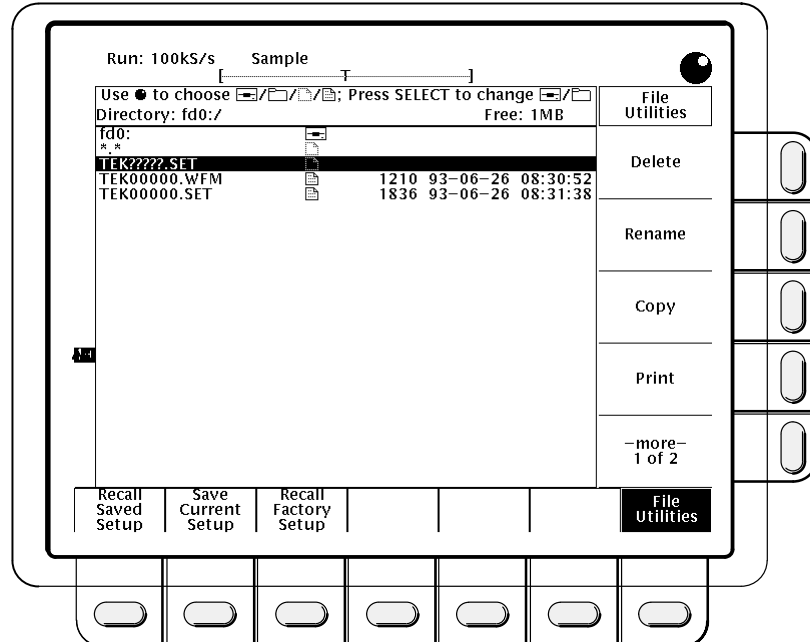 Run: 100kS/s Sample
T
Use ● to choose / / / ; Press SELECT to change /
Directory: fd0:/ Free: 1MB
fd0:
*.*
TEK?????.SET
TEK00000.WFM 1210 93–06–26 08:30:52
TEK00000.SET 1836 93–06–26 08:31:38
File
Utilities
Delete
Rename
Copy
Print
–more–
1 of 2
Recall
Saved
Setup
Save
Current
Setup
Recall
Factory
Setup
File
Utilities